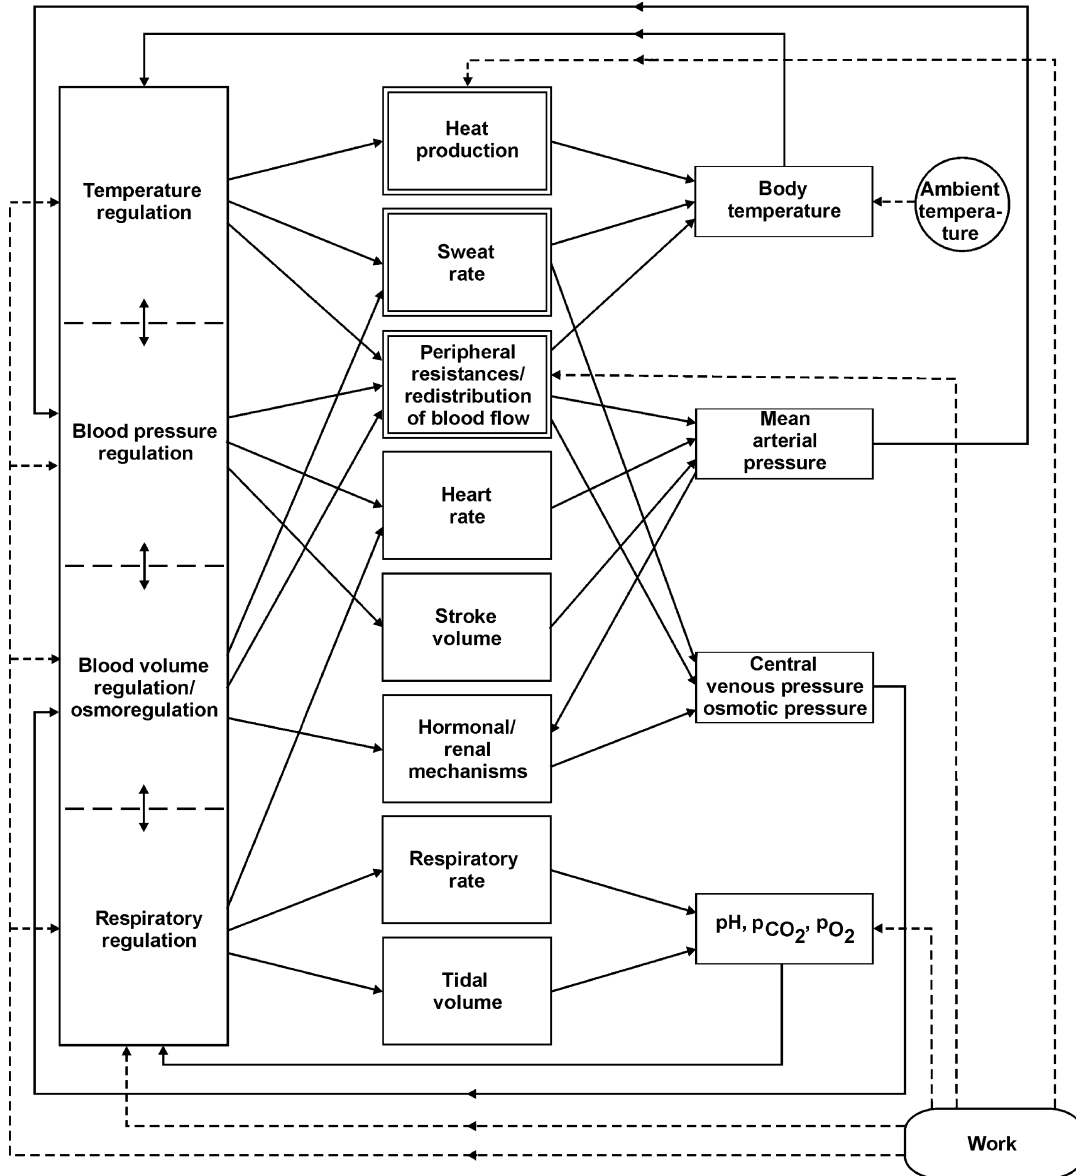 Temperature
regulation
Blood pressure
regulation
Blood volume
regulation/
osmoregulation
Respiratory
regulation
Heat
production
Sweat
rate
Peripheral
resistances/
redistribution
of blood flow
Heart
rate
Stroke
volume
Hormonal/
renal
mechanisms
Respiratory
rate
Tidal
volume
Body
temperature
Ambient
tempera-
ture
Mean
arterial
pressure
Central
venous pressure
osmotic pressure
pH, pCO2, pO2
Work